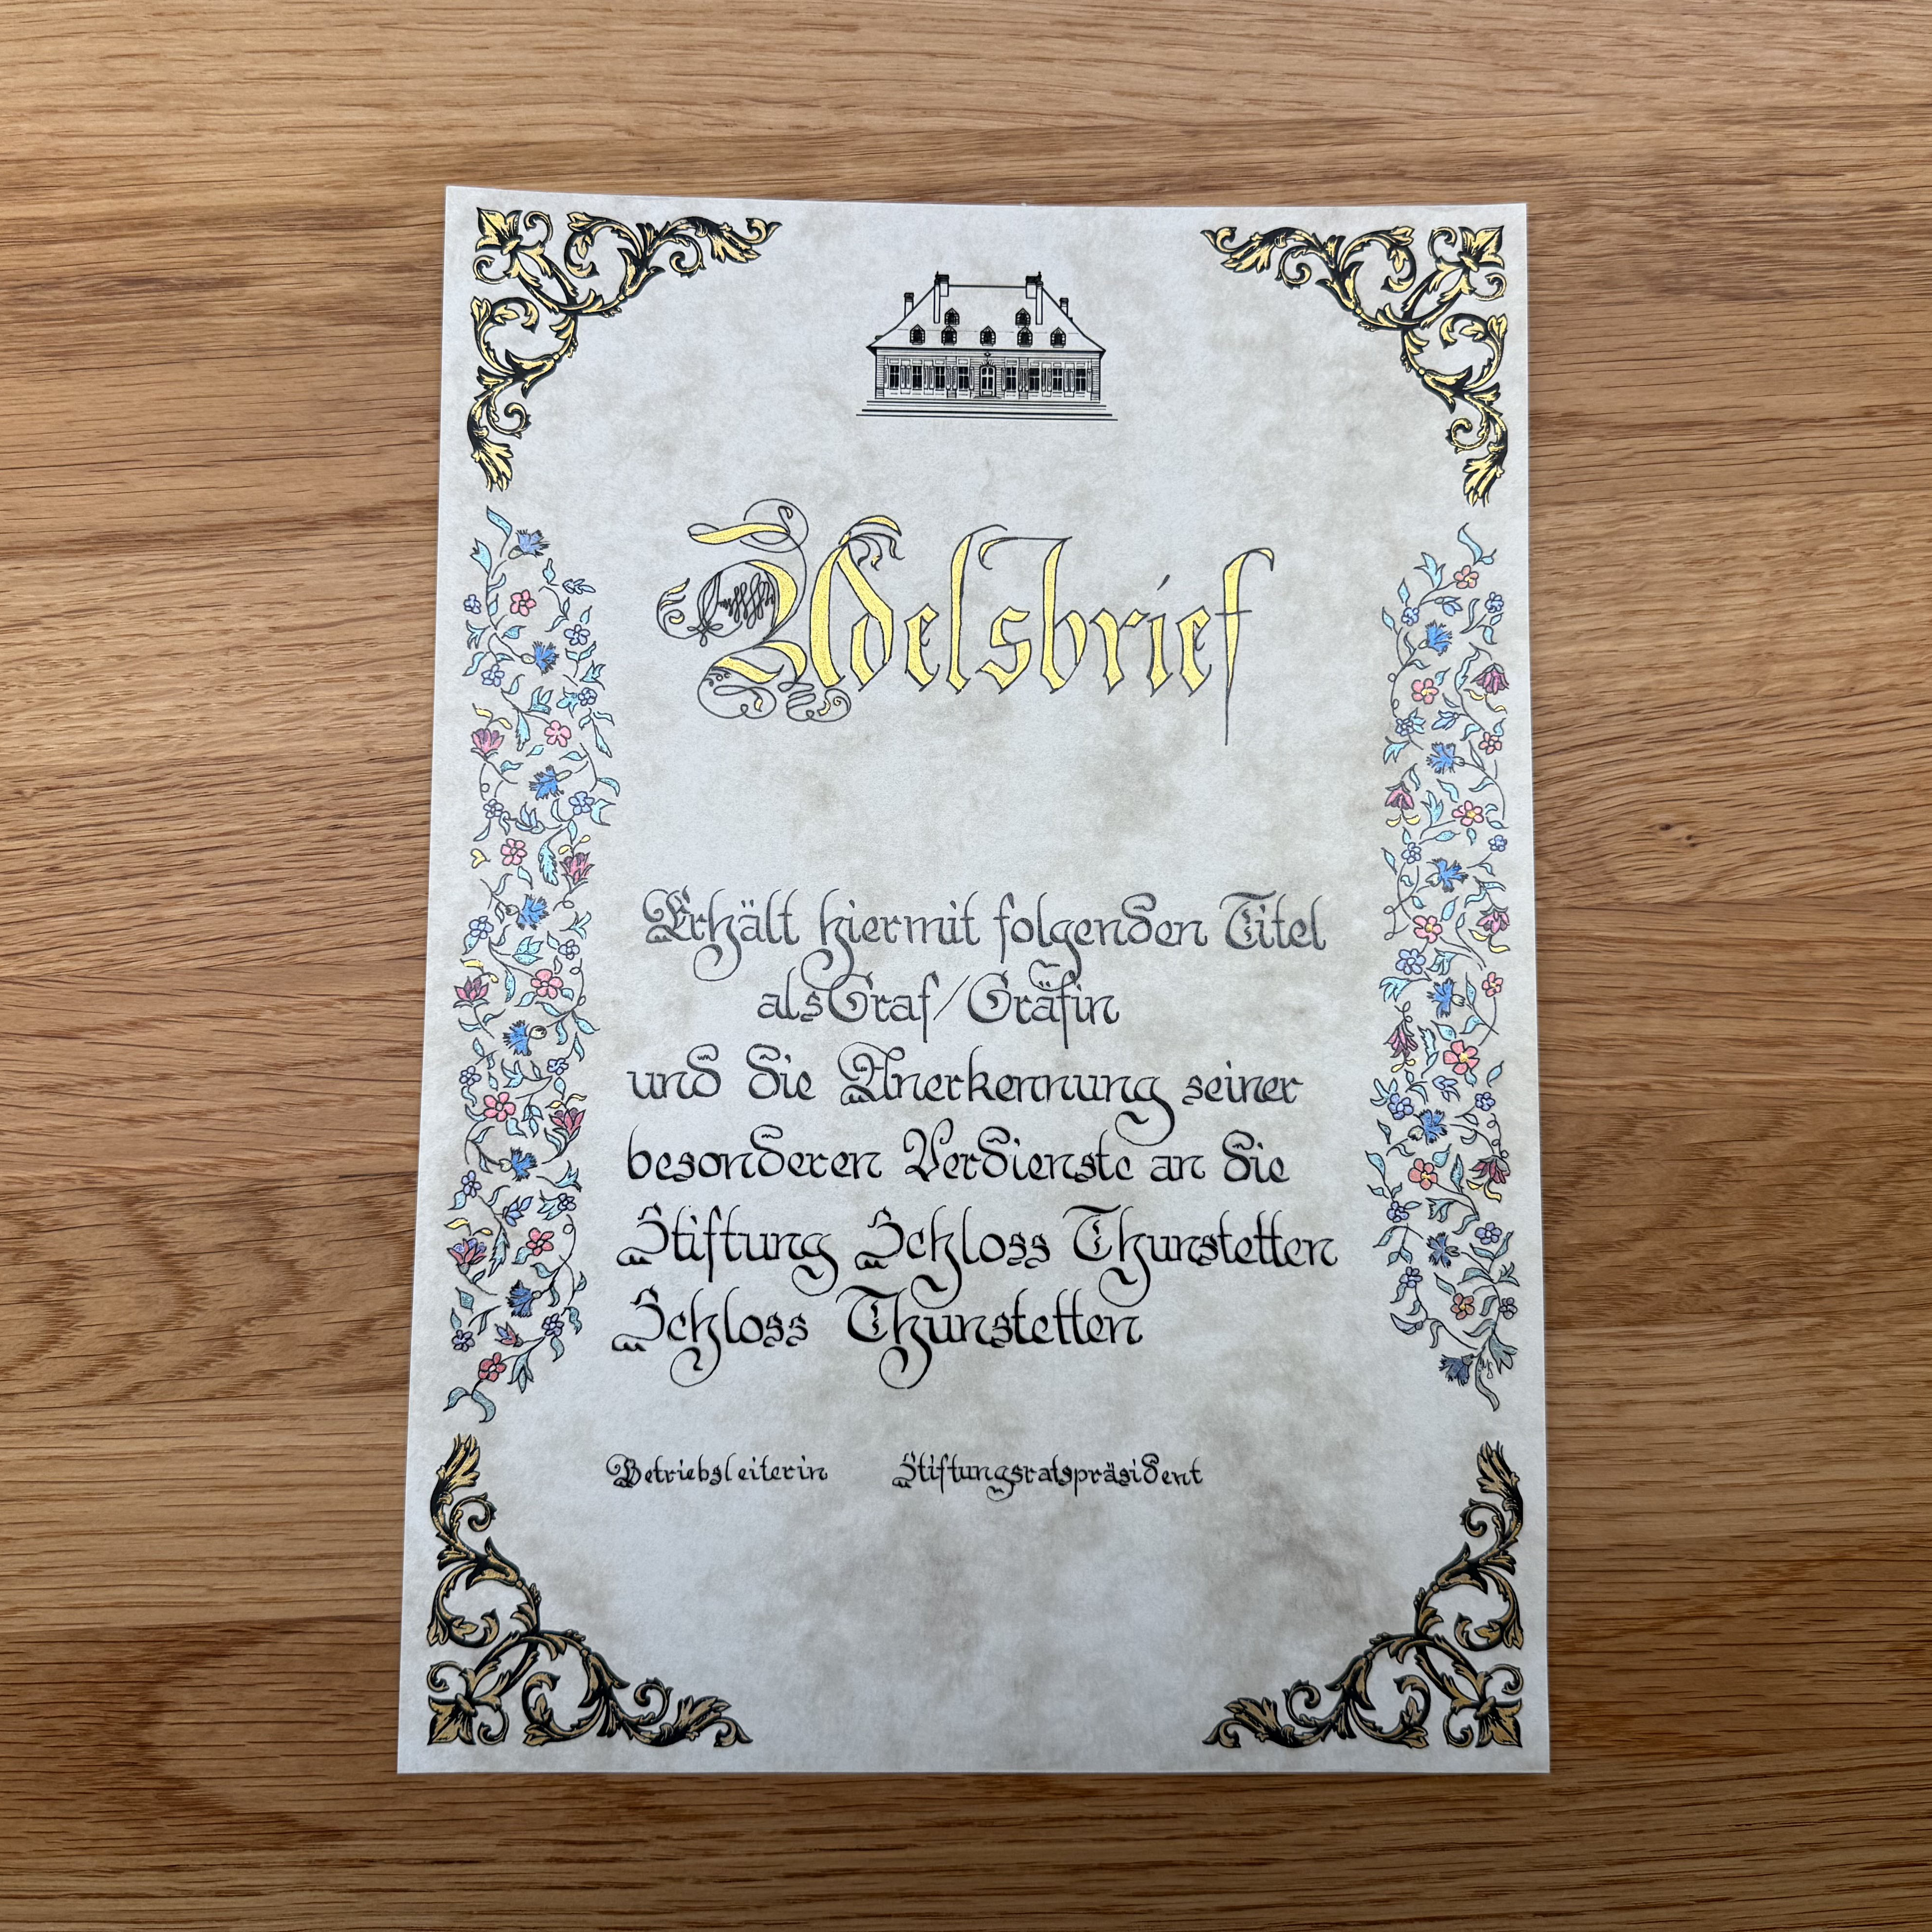 Adelsbrief
Erhält hiermit folgenden Titel
als Graf/Gräfin
und die Anerkennung seiner
besonderen Verdienste an die
Stiftung Schloss Thunstetten
Schloss Thunstetten
Betriebsleiterin Stiftungsratspräsident